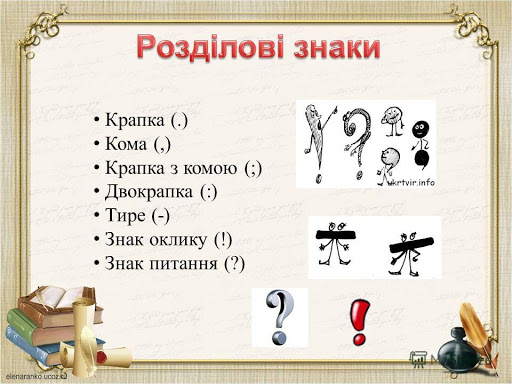 Розділові знаки
• Крапка (.)
• Кома (,)
• Крапка з комою (;)
• Двокрапка (:)
• Тире (-)
• Знак оклику (!)
• Знак питання (?)
ukrtvir.info
elenaranko.ucoz.ru